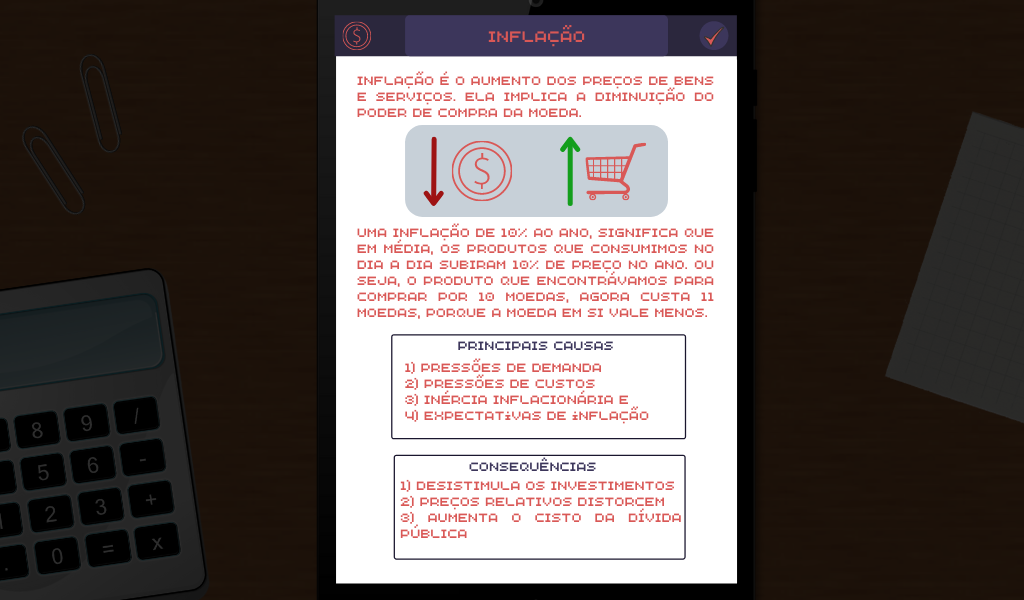 INFLAÇÃO
INFLAÇÃO É O AUMENTO DOS PREÇOS DE BENS
E SERVIÇOS. ELA IMPLICA A DIMINUIÇÃO DO
PODER DE COMPRA DA MOEDA.
$
UMA INFLAÇÃO DE 10% AO ANO, SIGNIFICA QUE
EM MÉDIA, OS PRODUTOS QUE CONSUMIMOS NO
DIA A DIA SUBIRAM 10% DE PREÇO NO ANO. OU
SEJA, O PRODUTO QUE ENCONTRÁVAMOS PARA
COMPRAR POR 10 MOEDAS, AGORA CUSTA 11
MOEDAS, PORQUE A MOEDA EM SI VALE MENOS.
PRINCIPAIS CAUSAS
1) PRESSÕES DE DEMANDA
2) PRESSÕES DE CUSTOS
3) INÉRCIA INFLACIONÁRIA E
4) EXPECTATiVAS DE iNFLAÇÃO
CONSEQUÊNCIAS
1) DESISTIMULA OS INVESTIMENTOS
2) PREÇOS RELATIVOS DISTORCEM
3) AUMENTA O CISTO DA DÍVIDA
PÚBLICA
8 9 /
5 6 -
1 2 3 +
. 0 = x